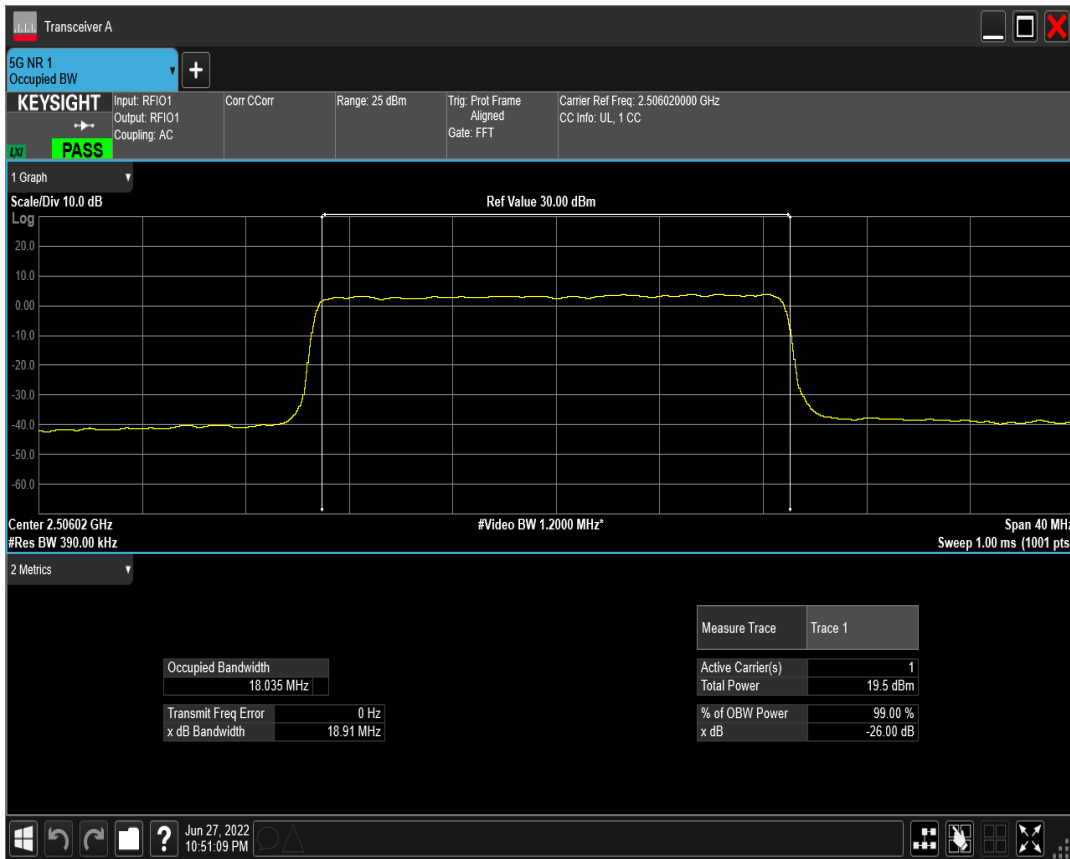 Transceiver A
5G NR 1
Occupied BW
+
KEYSIGHT
LXI
PASS
Input: RFIO1
Output: RFIO1
Coupling: AC
Corr CCorr
Range: 25 dBm
Trig: Prot Frame
Aligned
Gate: FFT
Carrier Ref Freq: 2.506020000 GHz
CC Info: UL, 1 CC
1 Graph
Scale/Div 10.0 dB
Ref Value 30.00 dBm
Log
20.0
10.0
0.00
-10.0
-20.0
-30.0
-40.0
-50.0
-60.0
Center 2.50602 GHz
#Video BW 1.2000 MHz*
Span 40 MHz
#Res BW 390.00 kHz
Sweep 1.00 ms (1001 pts
2 Metrics
Measure Trace Trace 1
Occupied Bandwidth
18.035 MHz
Active Carrier(s) 1
Total Power 19.5 dBm
Transmit Freq Error 0 Hz
x dB Bandwidth 18.91 MHz
% of OBW Power 99.00 %
x dB -26.00 dB
?
Jun 27, 2022
10:51:09 PM